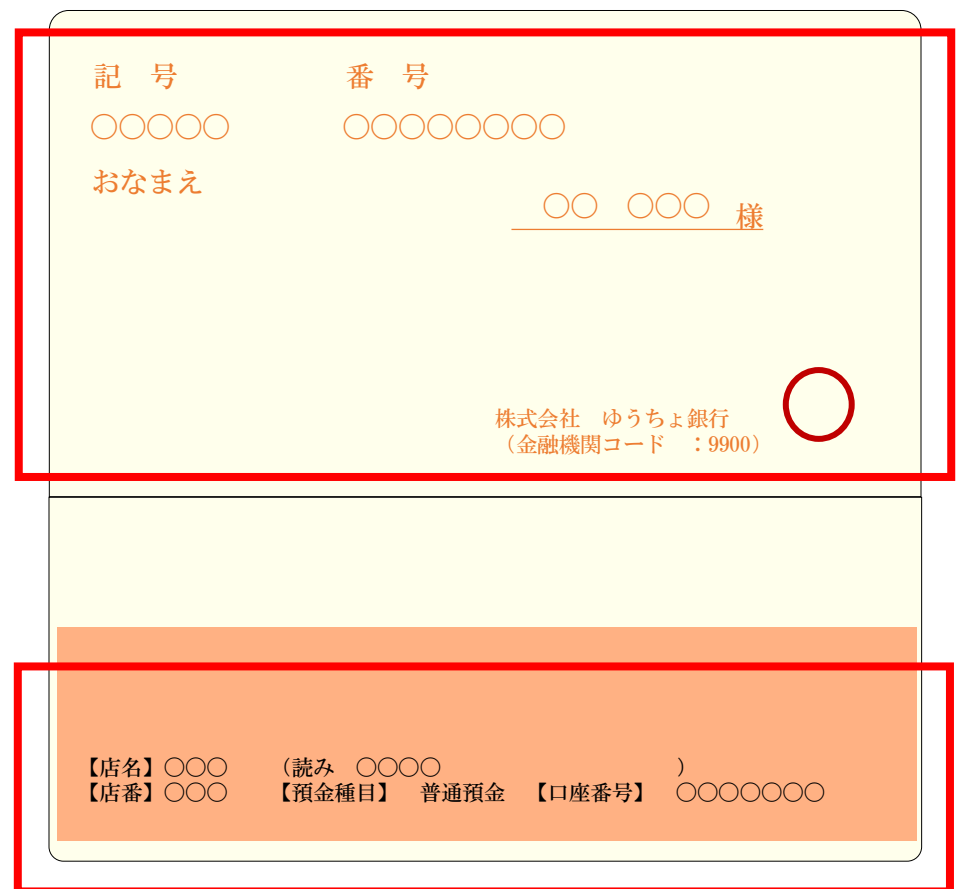 記　号　番　号
○○○○○　○○○○○○○○
おなまえ
○○　○○○　様
株式会社　ゆうちょ銀行
（金融機関コード　：9900）
【店名】○○○　（読み　○○○○　）
【店番】○○○　【預金種目】　普通預金　【口座番号】　○○○○○○○